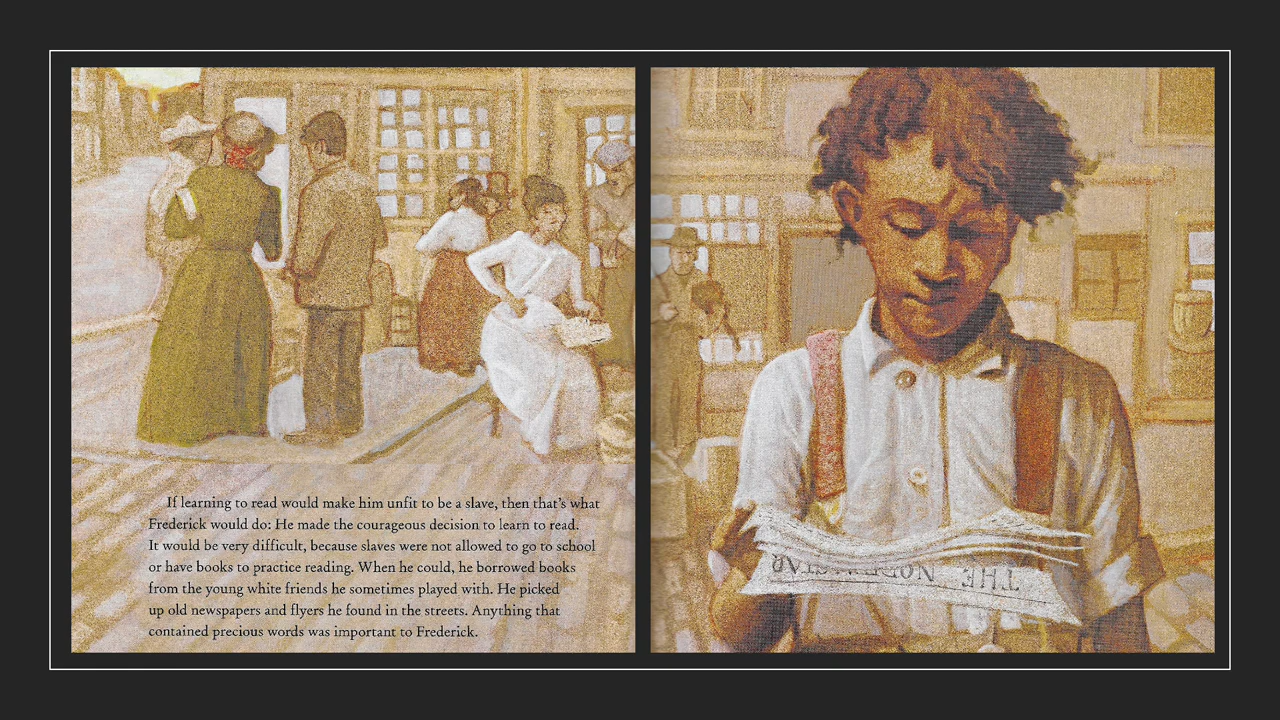 If learning to read would make him unfit to be a slave, then that's what
Frederick would do: He made the courageous decision to learn to read.
It would be very difficult, because slaves were not allowed to go to school
or have books to practice reading. When he could, he borrowed books
from the young white friends he sometimes played with. He picked
up old newspapers and flyers he found in the streets. Anything that
contained precious words was important to Frederick.
THE NORTH STAR